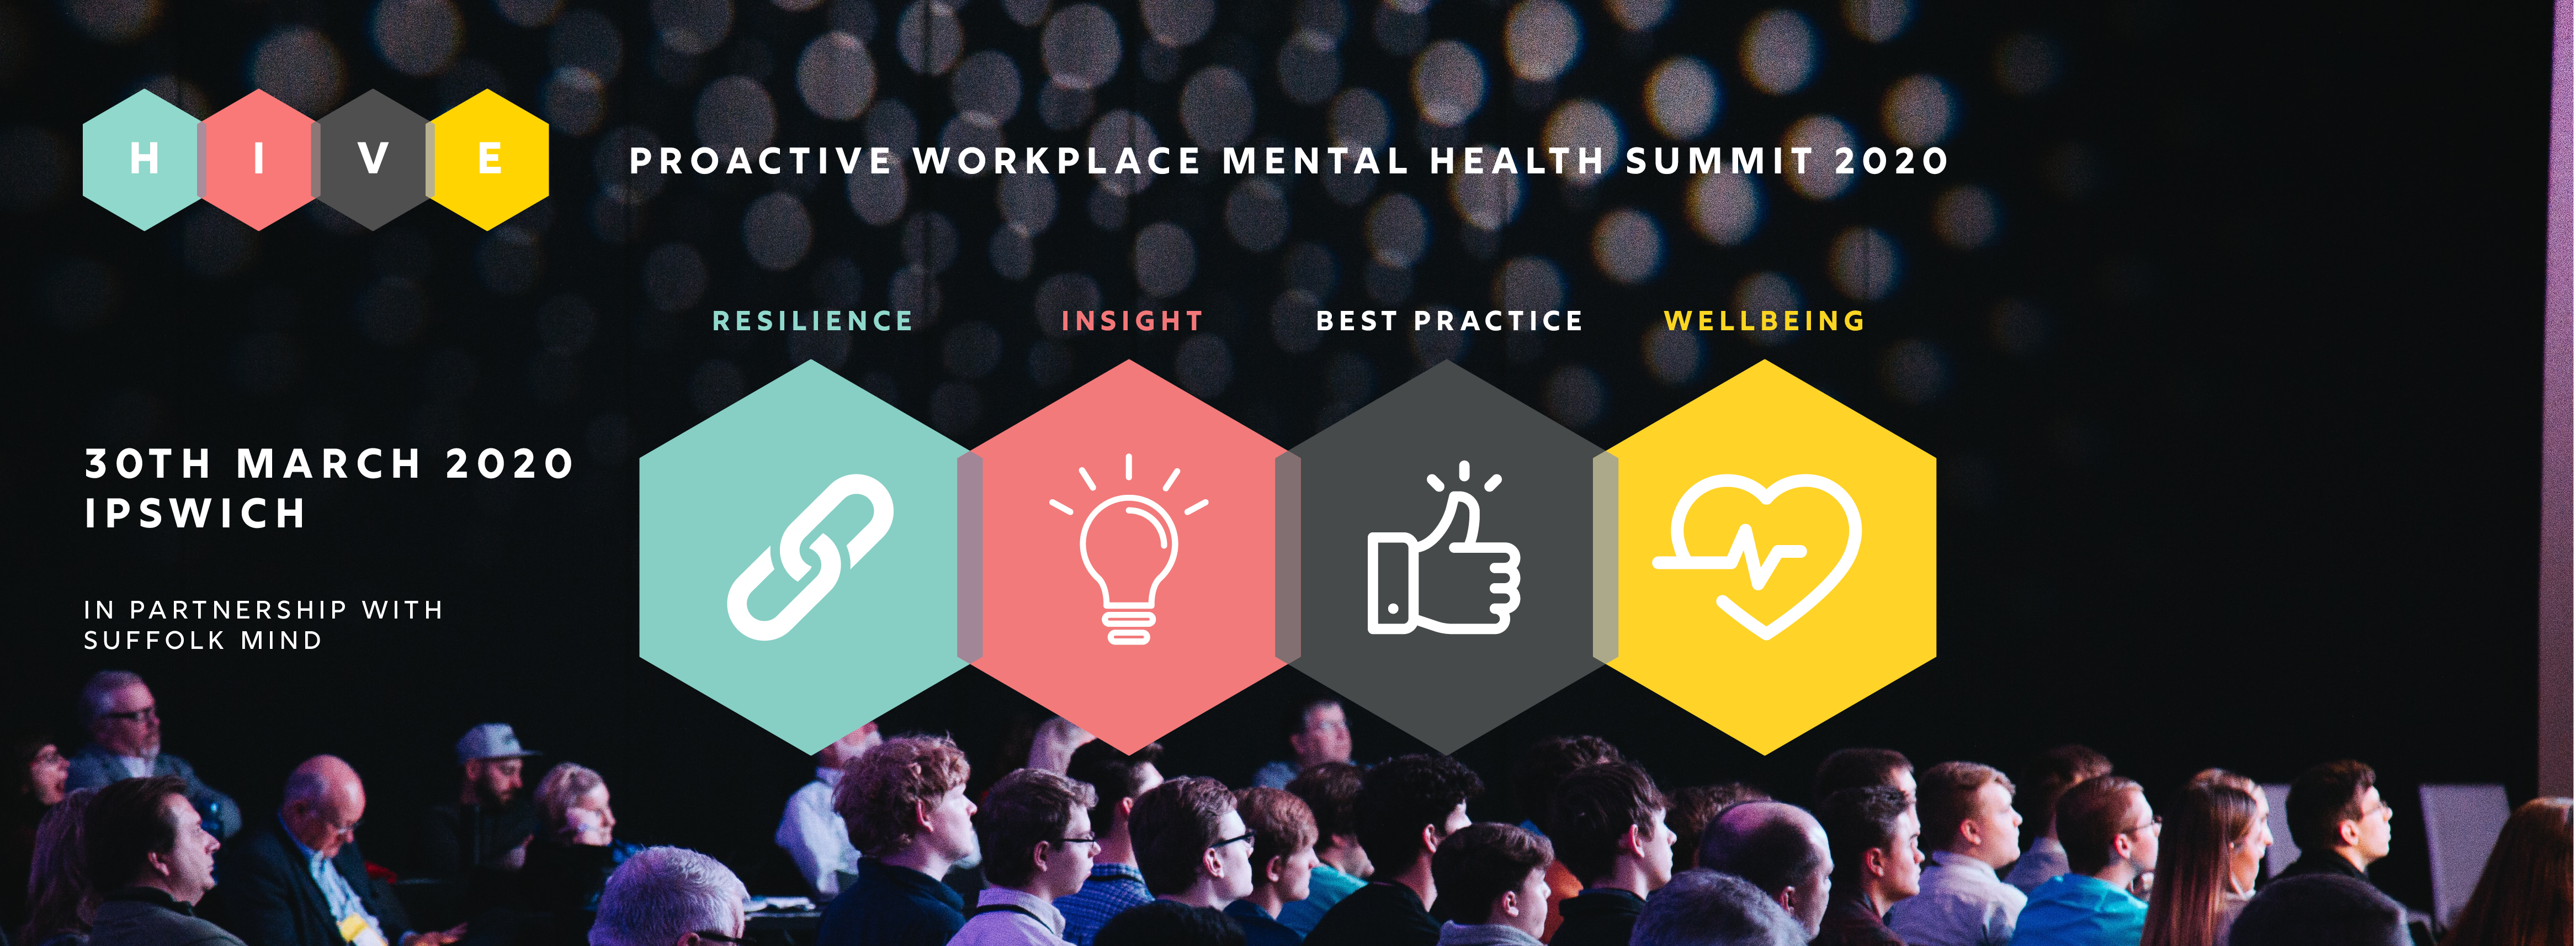 HIVE
PROACTIVE WORKPLACE MENTAL HEALTH SUMMIT 2020
RESILIENCE
INSIGHT
BEST PRACTICE
WELLBEING
30TH MARCH 2020
IPSWICH
IN PARTNERSHIP WITH
SUFFOLK MIND